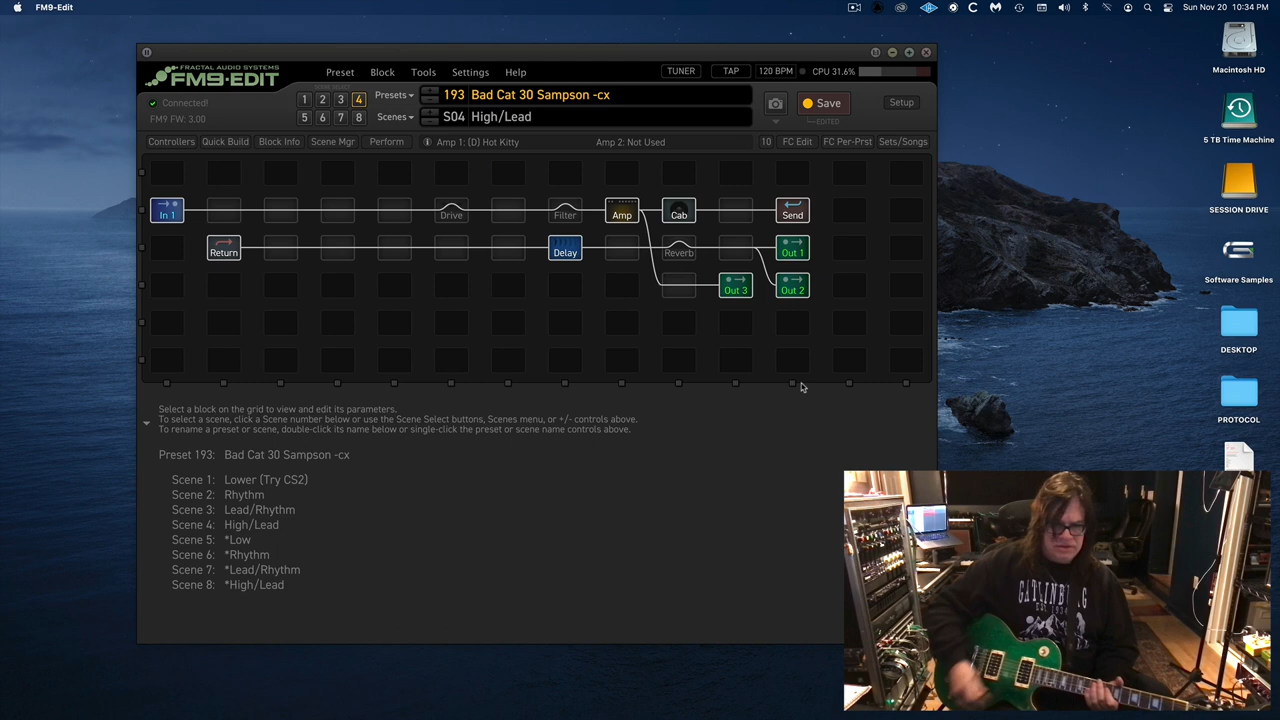 FM9-Edit
Sun Nov 20 10:34 PM
FRACTAL AUDIO SYSTEMS
FM9-EDIT
Preset Block Tools Settings Help
TUNER TAP 120 BPM CPU 31.6%
Connected!
FM9 FW: 3.00
SCENE SELECT
1 2 3 4
5 6 7 8
Presets 193 Bad Cat 30 Sampson -cx
Scenes S04 High/Lead
Save
EDITED
Setup
Controllers Quick Build Block Info Scene Mgr Perform Amp 1: (D) Hot Kitty Amp 2: Not Used 10 FC Edit FC Per-Prst Sets/Songs
In 1 Drive Filter Amp Cab Send
Return Delay Reverb Out 1
Out 3 Out 2
Select a block on the grid to view and edit its parameters.
To select a scene, click a Scene number below or use the Scene Select buttons, Scenes menu, or +/- controls above.
To rename a preset or scene, double-click its name below or single-click the preset or scene name controls above.
Preset 193: Bad Cat 30 Sampson -cx
Scene 1: Lower (Try CS2)
Scene 2: Rhythm
Scene 3: Lead/Rhythm
Scene 4: High/Lead
Scene 5: *Low
Scene 6: *Rhythm
Scene 7: *Lead/Rhythm
Scene 8: *High/Lead
Macintosh HD
5 TB Time Machine
SESSION DRIVE
Software Samples
DESKTOP
PROTOCOL